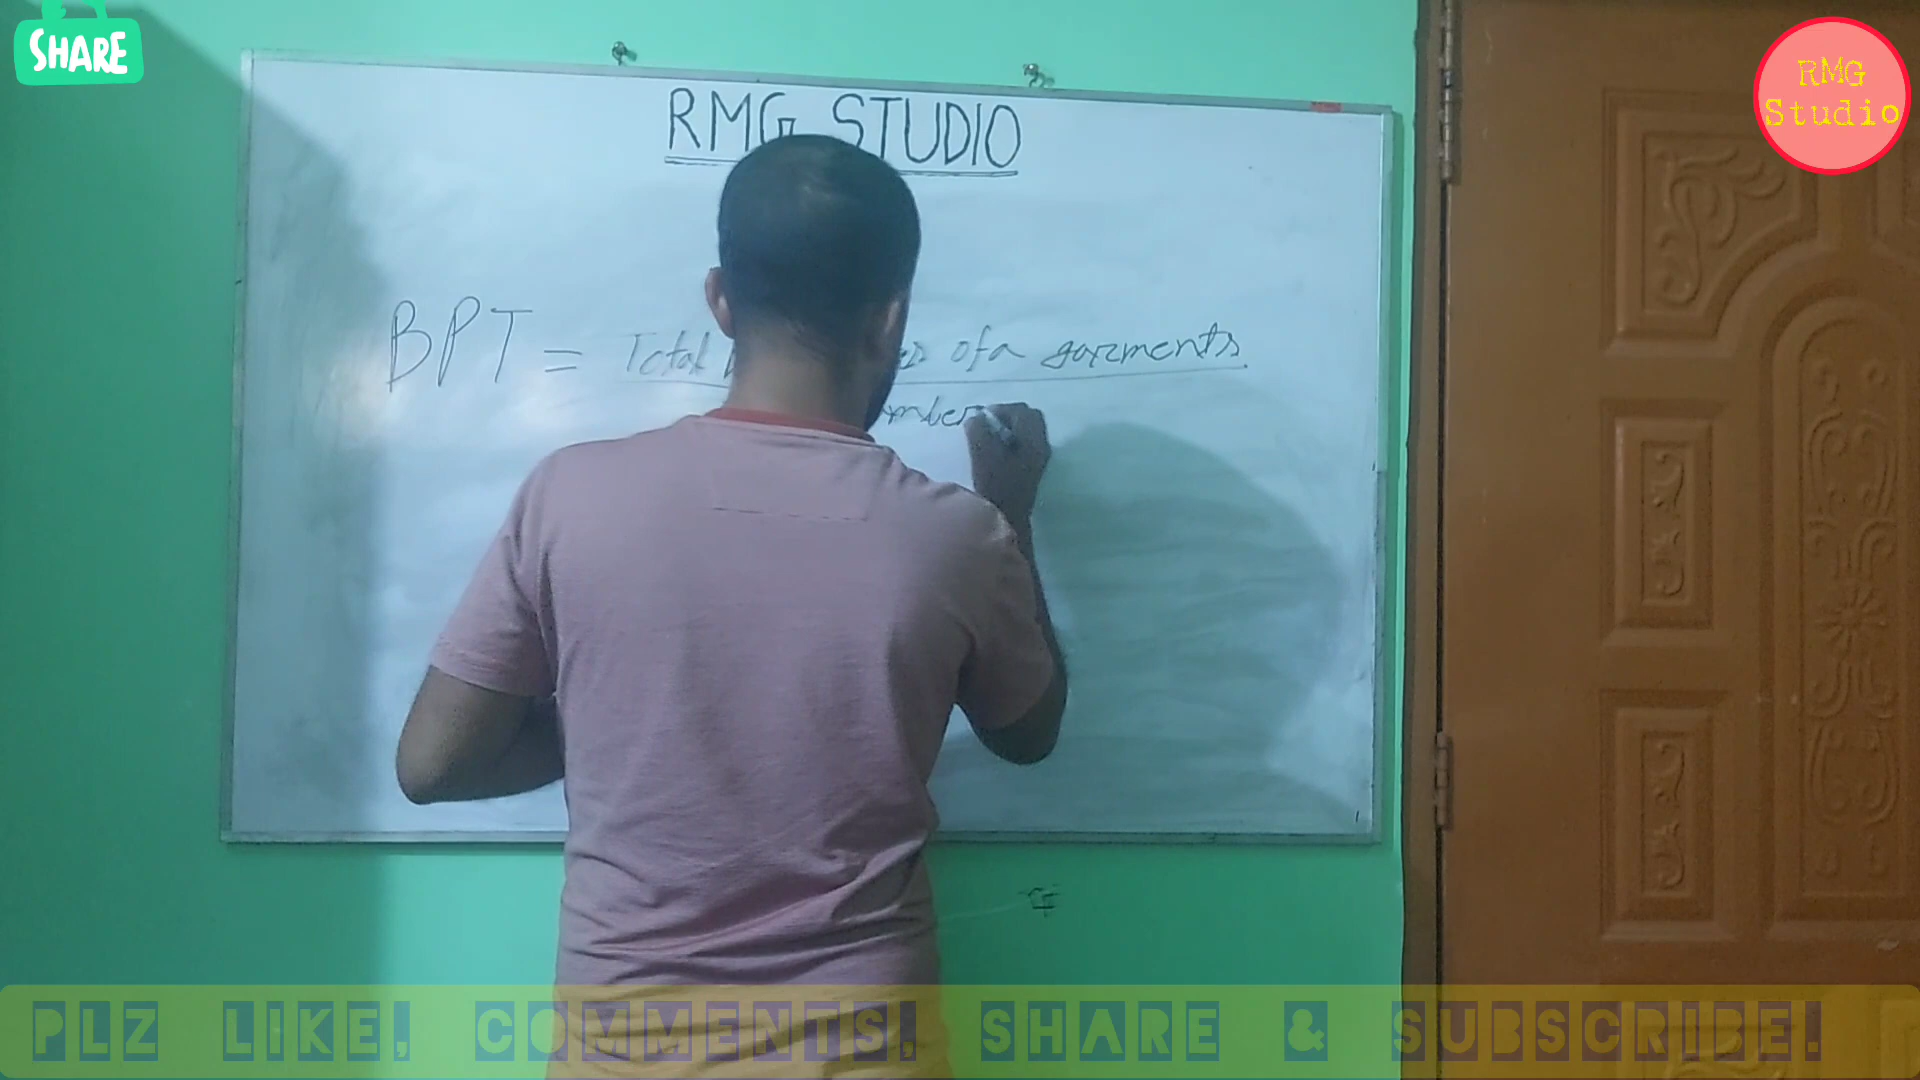 SHARE
RMG
Studio
RMG STUDIO
BPT = Total of a garments
PLZ LIKE, COMMENTS, SHARE & SUBSCRIBE.